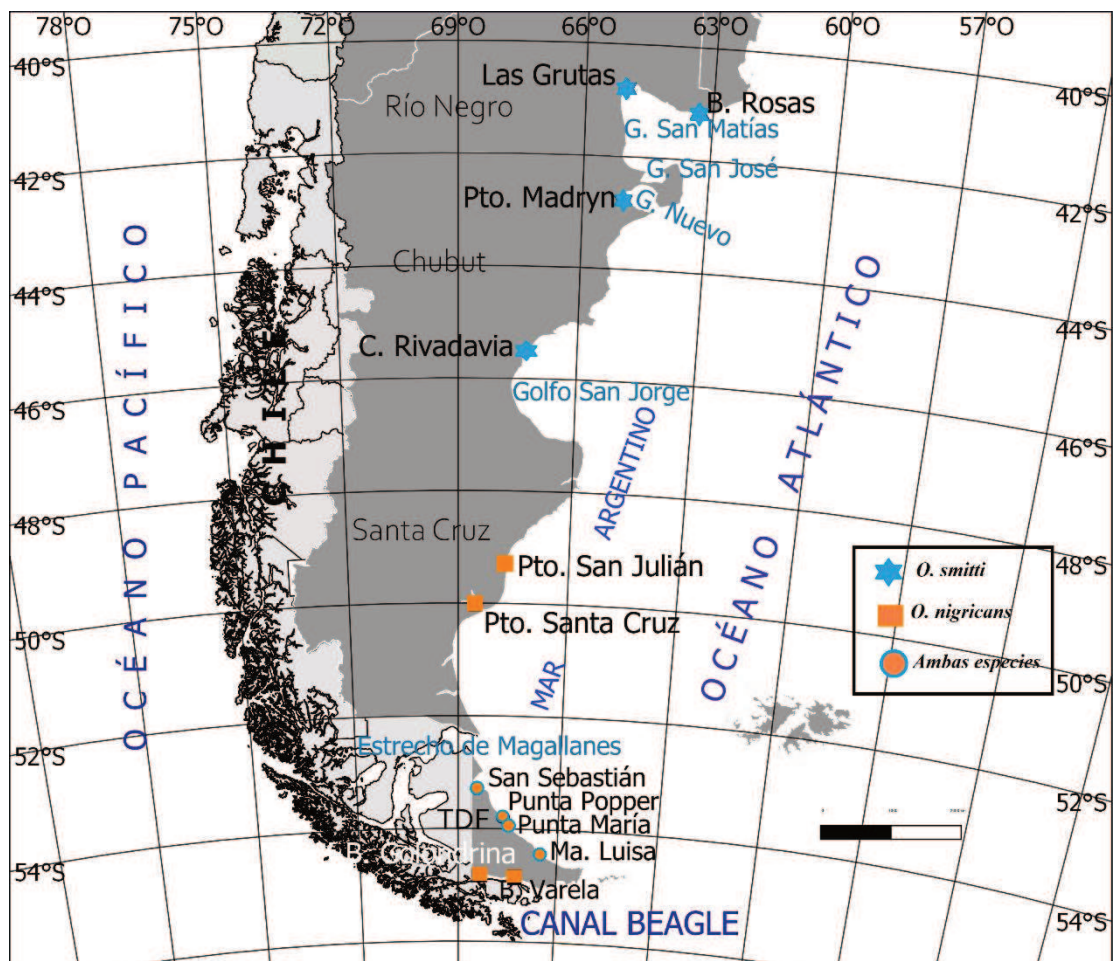 78°O 75°O 72°O 69°O 66°O 63°O 60°O 57°O
40°S
40°S
Las Grutas
B. Rosas
Río Negro
G. San Matías
G. San José
42°S
42°S
Pto. Madryn
G. Nuevo
Chubut
44°S
44°S
C. Rivadavia
Golfo San Jorge
46°S
46°S
OCÉANO PACÍFICO
CHILE
MAR ARGENTINO
OCÉANO ATLÁNTICO
48°S
48°S
Santa Cruz
Pto. San Julián
Pto. Santa Cruz
O. smitti
O. nigricans
Ambas especies
50°S
50°S
Estrecho de Magallanes
52°S
52°S
San Sebastián
Punta Popper
TDF
Punta María
B. Golondrina
Ma. Luisa
54°S
54°S
B. Varela
CANAL BEAGLE